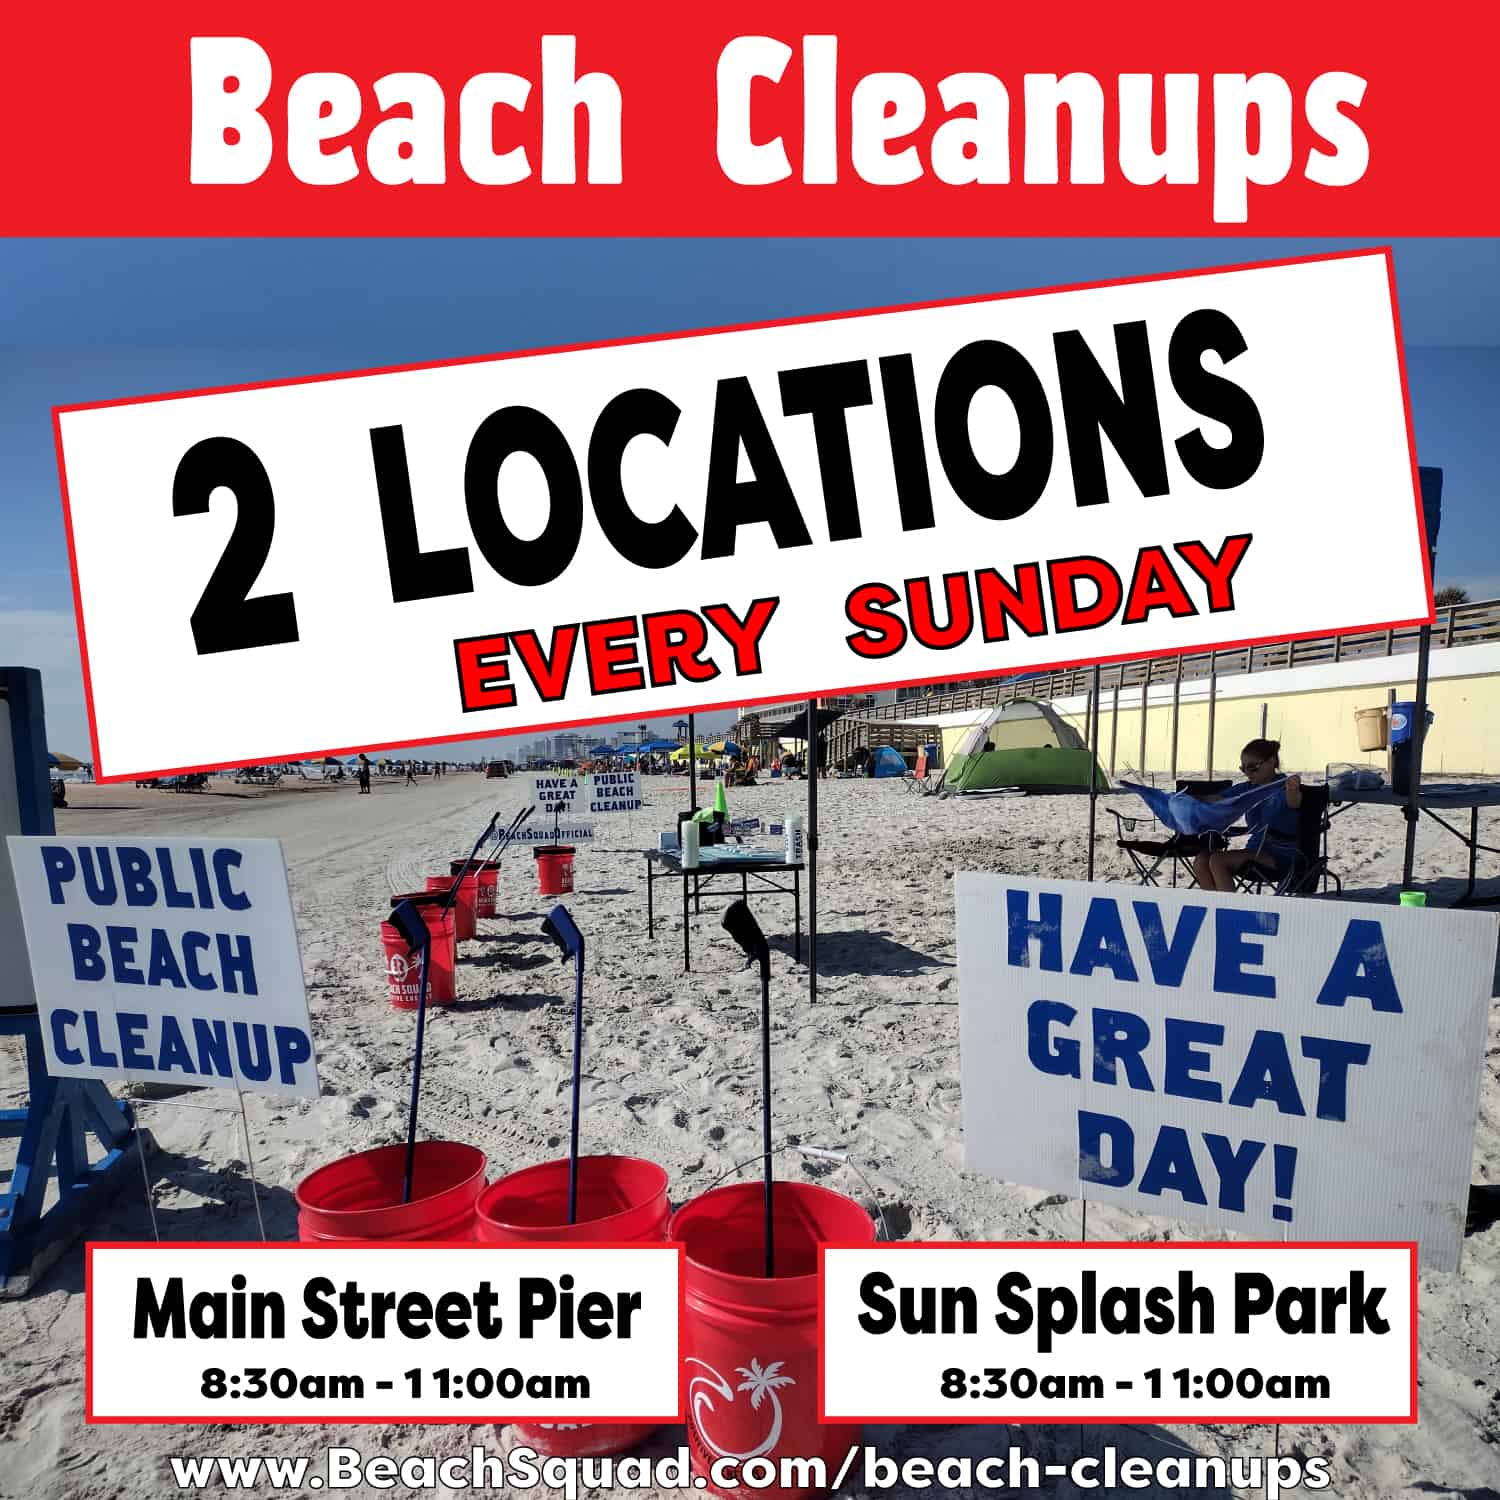 Beach Cleanups
2 LOCATIONS
EVERY SUNDAY
HAVE A
GREAT
DAY!
PUBLIC
BEACH
CLEANUP
@BEACHSQUADOFFICIAL
PUBLIC
BEACH
CLEANUP
HAVE A
GREAT
DAY!
Main Street Pier
8:30am - 11:00am
Sun Splash Park
8:30am - 11:00am
www.BeachSquad.com/beach-cleanups